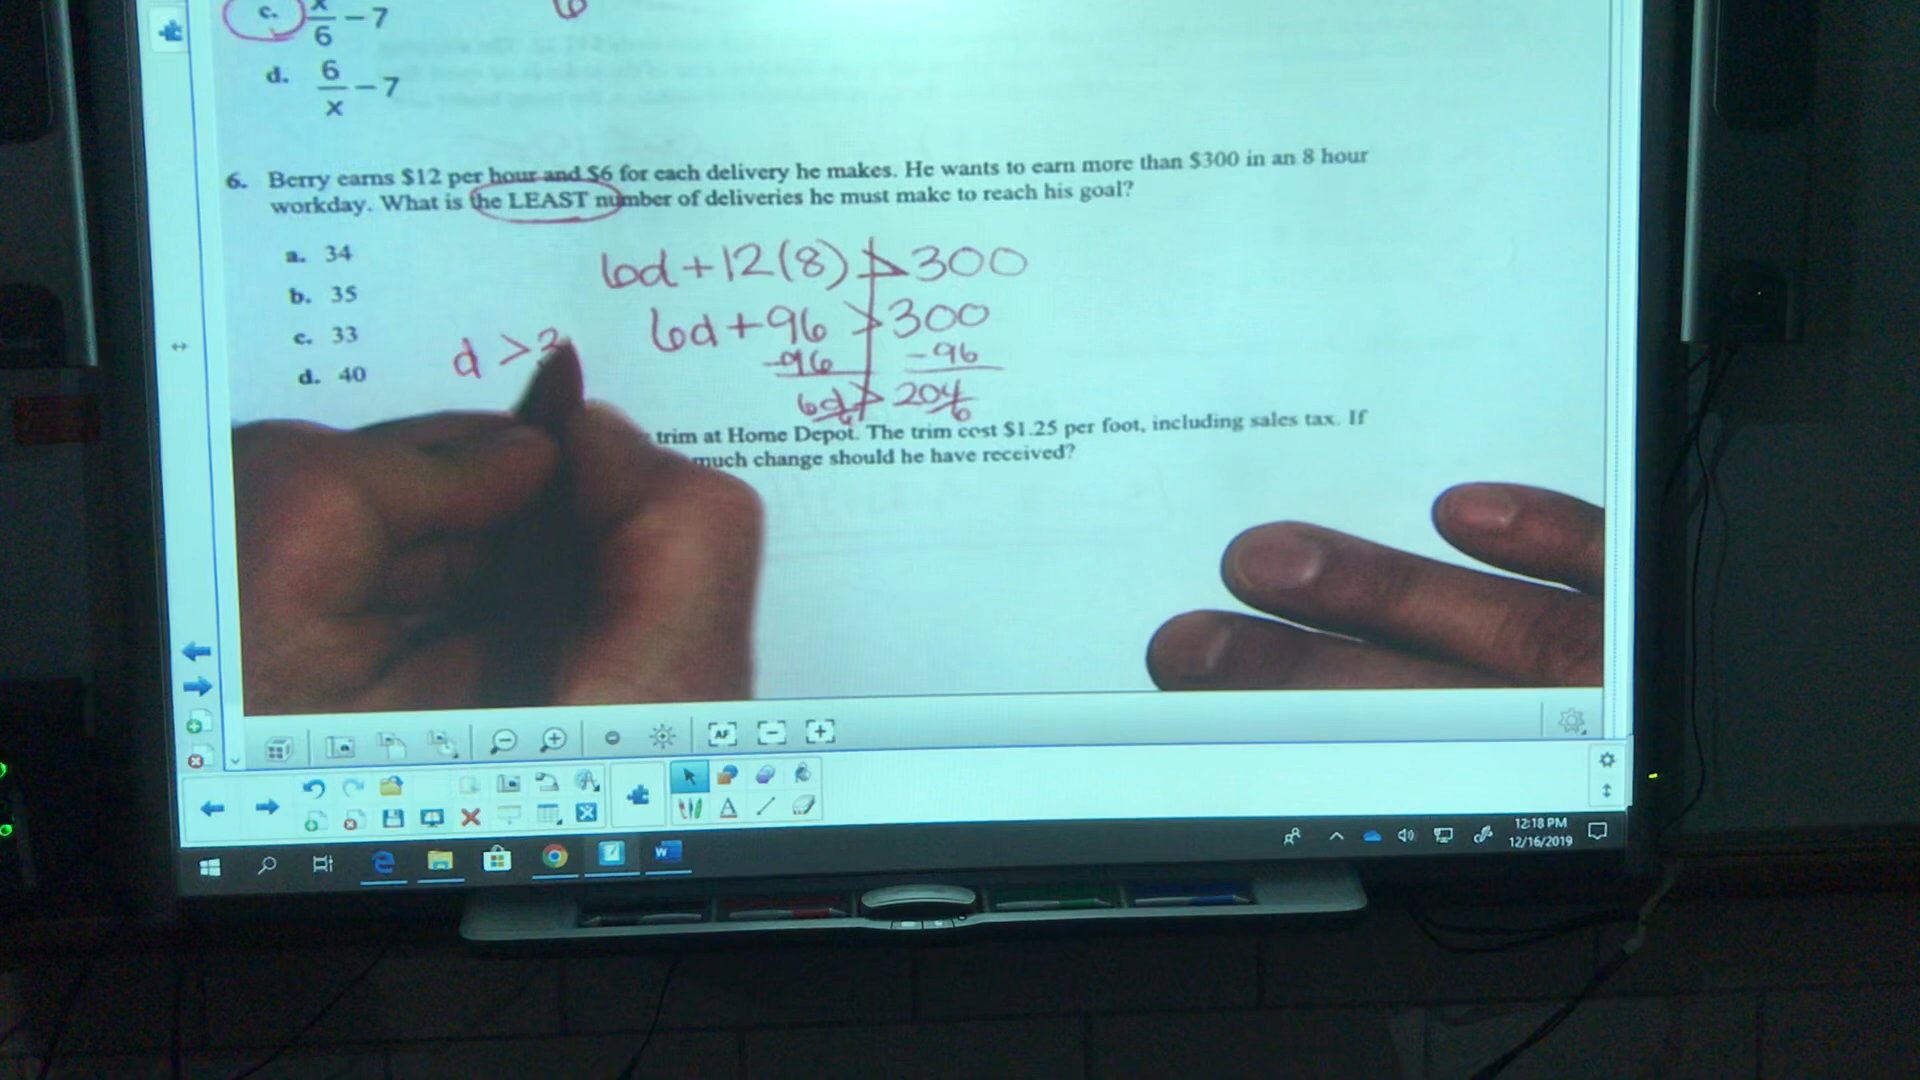 c. x/6 − 7
6
d. 6/x − 7
6. Berry earns $12 per hour and $6 for each delivery he makes. He wants to earn more than $300 in an 8 hour
workday. What is the LEAST number of deliveries he must make to reach his goal?
a. 34
b. 35
c. 33
d. 40
6d + 12(8) > 300
6d + 96 > 300
-96 -96
6d/6 > 204/6
d > 3
trim at Home Depot. The trim cost $1.25 per foot, including sales tax. If
much change should he have received?
AF
A
W
12:18 PM
12/16/2019